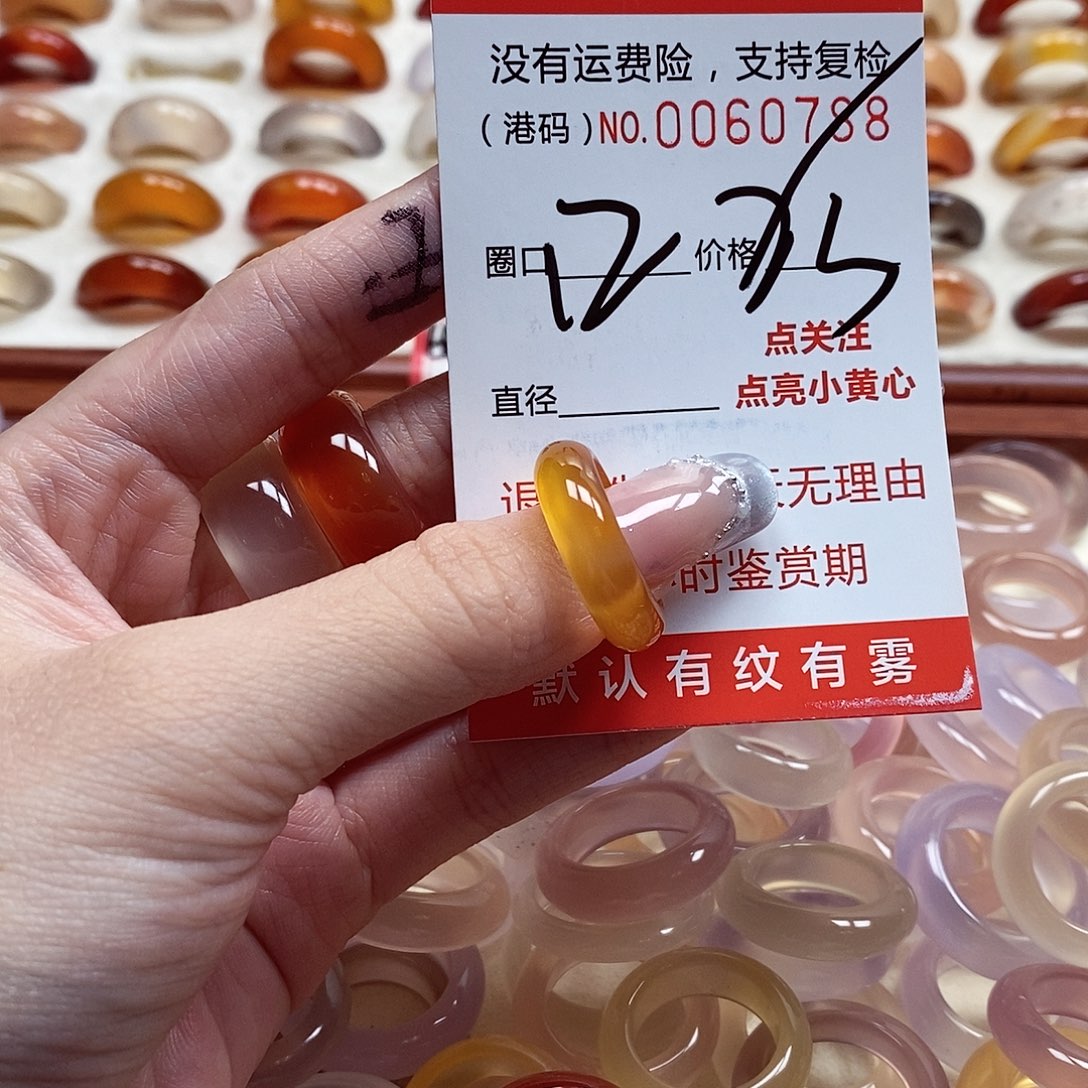 没有运费险，支持复检
(港码)NO.0060788
圈口 12 价格
点关注
直径 点亮小黄心
无理由
时鉴赏期
默认有纹有雾